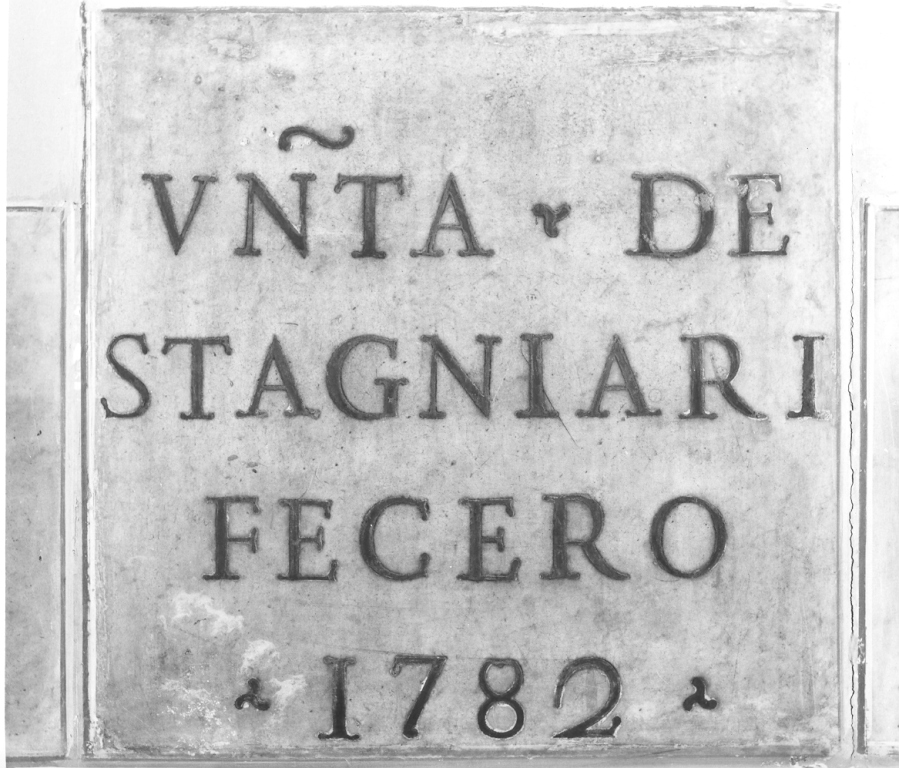 VÑTA · DE
STAGNIARI
FECERO
· 1782 ·